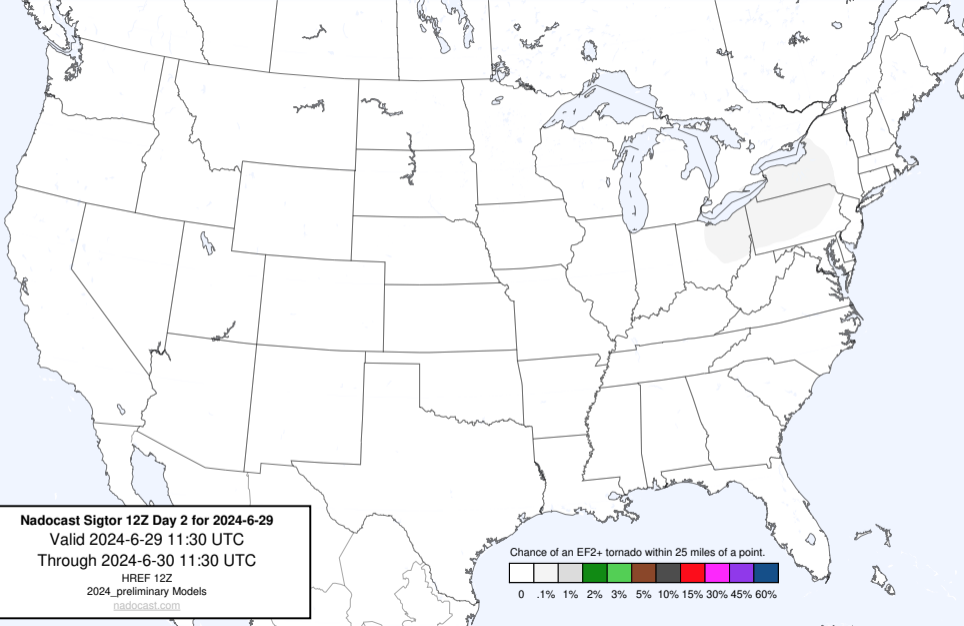 Nadocast Sigtor 12Z Day 2 for 2024-6-29
Valid 2024-6-29 11:30 UTC
Through 2024-6-30 11:30 UTC
HREF 12Z
2024_preliminary Models
nadocast.com
Chance of an EF2+ tornado within 25 miles of a point.
0 .1% 1% 2% 3% 5% 10% 15% 30% 45% 60%